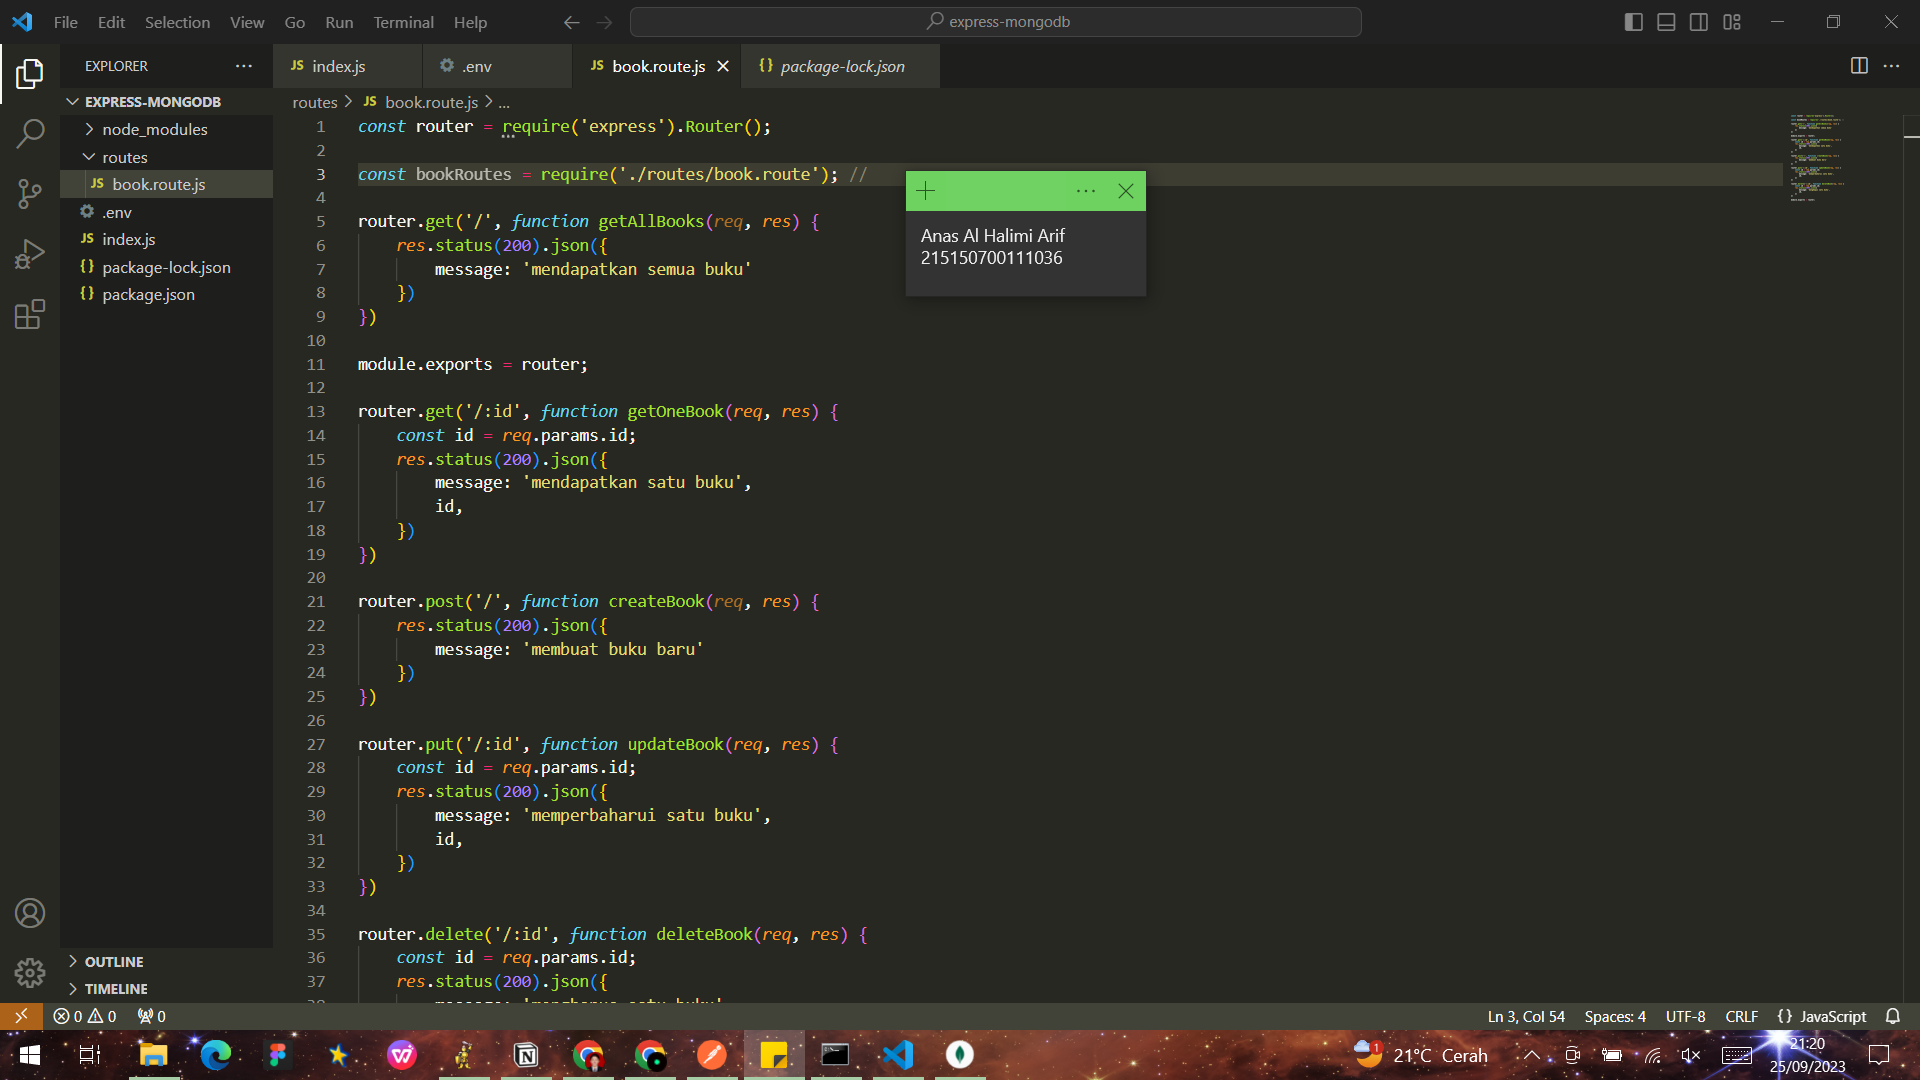 File Edit Selection View Go Run Terminal Help
express-mongodb
EXPLORER
index.js
.env
book.route.js
package-lock.json
EXPRESS-MONGODB
node_modules
routes
JS book.route.js
.env
JS index.js
{} package-lock.json
{} package.json
OUTLINE
TIMELINE
routes > JS book.route.js > ...
1 const router = require('express').Router();
2
3 const bookRoutes = require('./routes/book.route'); //
4
5 router.get('/', function getAllBooks(req, res) {
6 res.status(200).json({
7 message: 'mendapatkan semua buku'
8 })
9 })
10
11 module.exports = router;
12
13 router.get('/:id', function getOneBook(req, res) {
14 const id = req.params.id;
15 res.status(200).json({
16 message: 'mendapatkan satu buku',
17 id,
18 })
19 })
20
21 router.post('/', function createBook(req, res) {
22 res.status(200).json({
23 message: 'membuat buku baru'
24 })
25 })
26
27 router.put('/:id', function updateBook(req, res) {
28 const id = req.params.id;
29 res.status(200).json({
30 message: 'memperbaharui satu buku',
31 id,
32 })
33 })
34
35 router.delete('/:id', function deleteBook(req, res) {
36 const id = req.params.id;
37 res.status(200).json({
Anas Al Halimi Arif
215150700111036
0 0 0
Ln 3, Col 54 Spaces: 4 UTF-8 CRLF {} JavaScript
21°C Cerah
21:20
25/09/2023